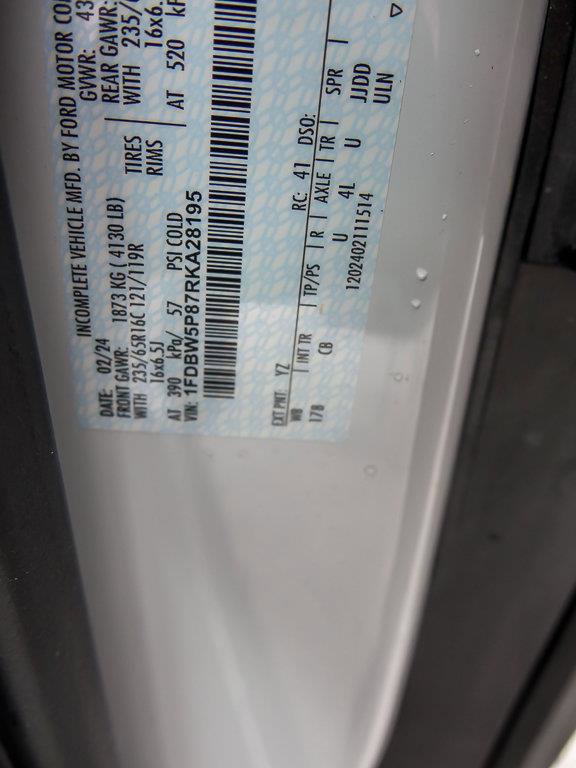 INCOMPLETE VEHICLE MFD. BY FORD MOTOR CO
DATE: 02/24 GVWR: 43
FRONT GAWR: 1873 KG ( 4130 LB) REAR GAWR:
WITH 235/65R16C 121/119R TIRES WITH 235/6
16x6.5J RIMS 16x6.
AT 390 kPa/ 57 PSI COLD AT 520 kP
VIN: 1FDBW5P87RKA28195
EXT PNT: YZ RC: 41 DSO:
WB INT TR TP/PS R AXLE TR SPR
178 CB U 4L U JJDD
1202402111514 ULN